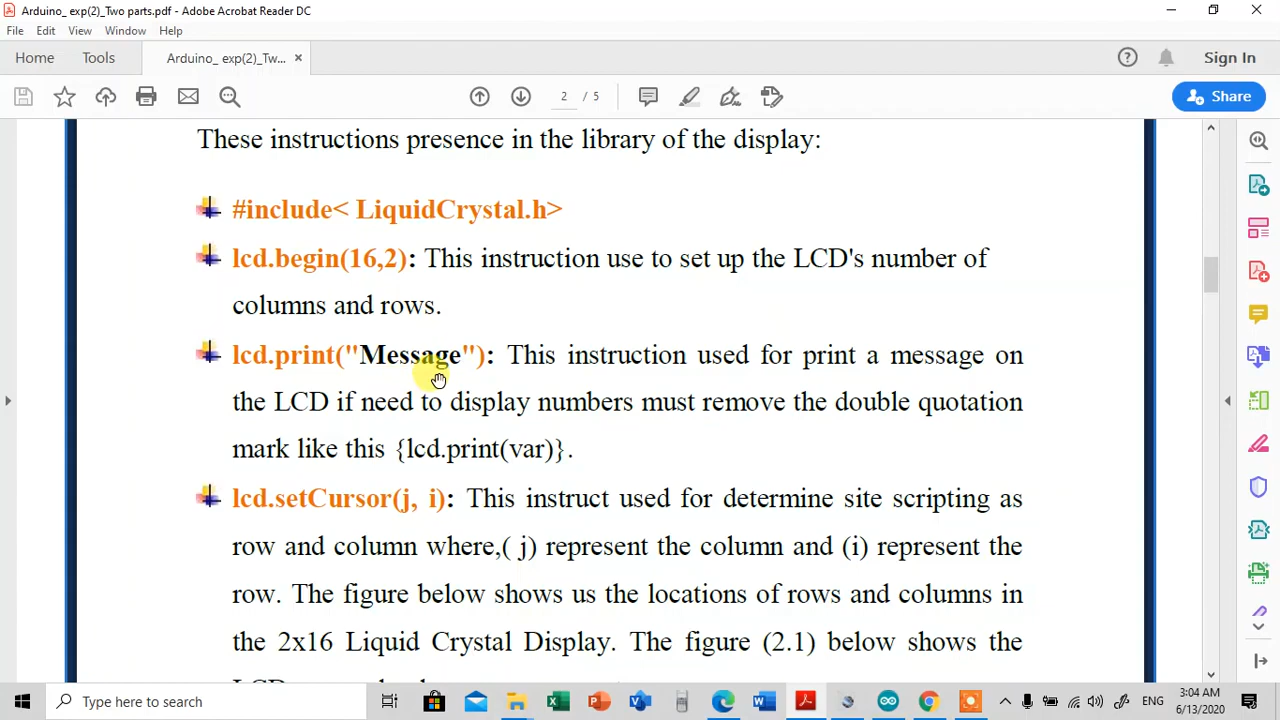 Arduino_ exp(2)_Two parts.pdf - Adobe Acrobat Reader DC
File Edit View Window Help
Home Tools Arduino_ exp(2)_Tw... × Sign In
2 / 5 Share
These instructions presence in the library of the display:
#include< LiquidCrystal.h>
lcd.begin(16,2): This instruction use to set up the LCD's number of
columns and rows.
lcd.print("Message"): This instruction used for print a message on
the LCD if need to display numbers must remove the double quotation
mark like this {lcd.print(var)}.
lcd.setCursor(j, i): This instruct used for determine site scripting as
row and column where,( j) represent the column and (i) represent the
row. The figure below shows us the locations of rows and columns in
the 2x16 Liquid Crystal Display. The figure (2.1) below shows the
Type here to search ENG 3:04 AM
6/13/2020